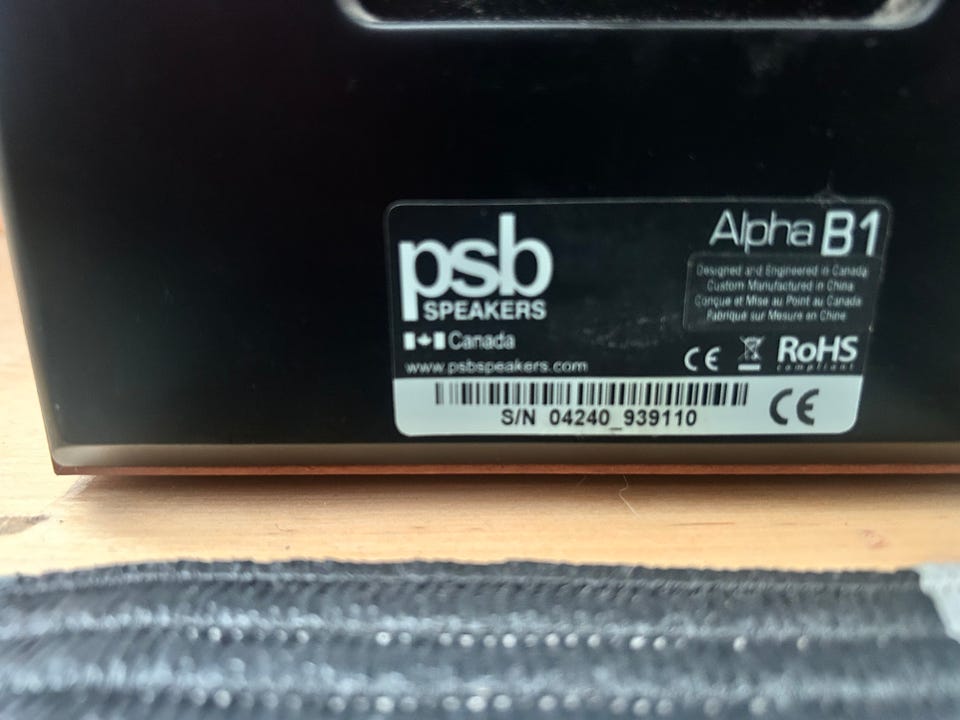 psb
SPEAKERS
Canada
www.psbspeakers.com
Alpha B1
Designed and Engineered in Canada
Custom Manufactured in China
Conçue et Mise au Point au Canada
Fabriqué sur Mesure en Chine
CE
RoHS
compliant
S/N 04240_939110
CE